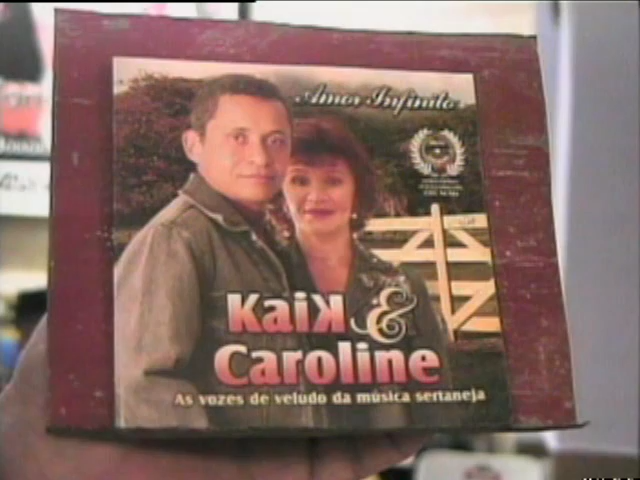 Amor Infinito
KaiK &
Caroline
As vozes de veludo da música sertaneja